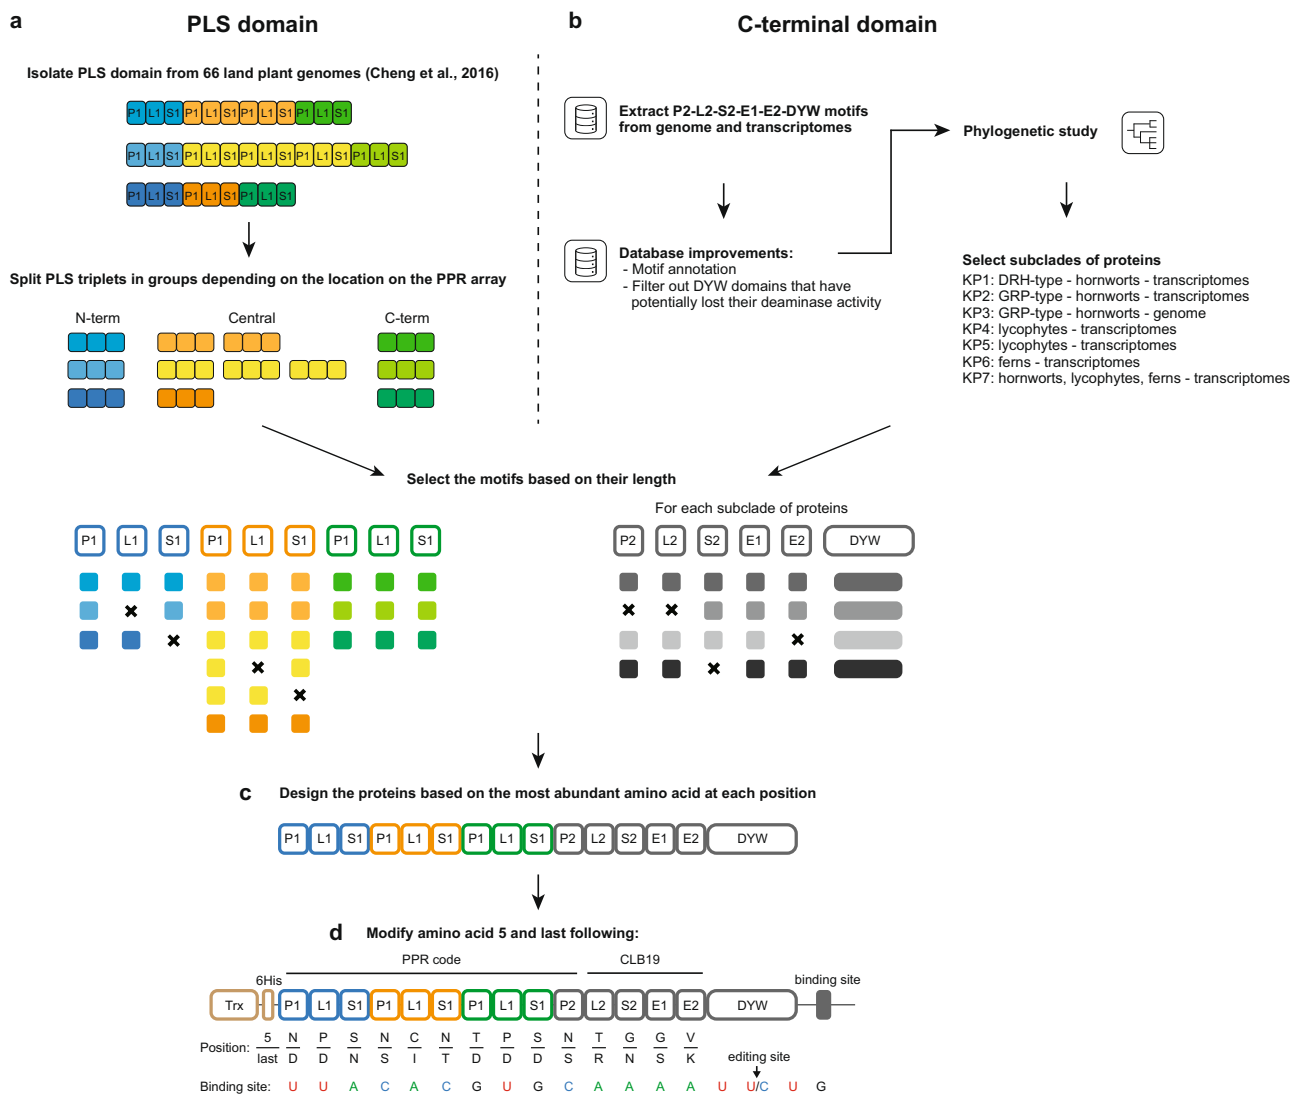 a
PLS domain
Isolate PLS domain from 66 land plant genomes (Cheng et al., 2016)
P1 L1 S1 P1 L1 S1 P1 L1 S1 P1 L1 S1
P1 L1 S1 P1 L1 S1 P1 L1 S1 P1 L1 S1 P1 L1 S1
P1 L1 S1 P1 L1 S1 P1 L1 S1
Split PLS triplets in groups depending on the location on the PPR array
N-term Central C-term
b
C-terminal domain
Extract P2-L2-S2-E1-E2-DYW motifs
from genome and transcriptomes
Database improvements:
- Motif annotation
- Filter out DYW domains that have
potentially lost their deaminase activity
Phylogenetic study
Select subclades of proteins
KP1: DRH-type - hornworts - transcriptomes
KP2: GRP-type - hornworts - transcriptomes
KP3: GRP-type - hornworts - genome
KP4: lycophytes - transcriptomes
KP5: lycophytes - transcriptomes
KP6: ferns - transcriptomes
KP7: hornworts, lycophytes, ferns - transcriptomes
Select the motifs based on their length
For each subclade of proteins
P1 L1 S1 P1 L1 S1 P1 L1 S1
P2 L2 S2 E1 E2 DYW
c
Design the proteins based on the most abundant amino acid at each position
P1 L1 S1 P1 L1 S1 P1 L1 S1 P2 L2 S2 E1 E2 DYW
d
Modify amino acid 5 and last following:
PPR code CLB19
6His binding site
Trx P1 L1 S1 P1 L1 S1 P1 L1 S1 P2 L2 S2 E1 E2 DYW
Position: 5 N P S N C N T P S N T G G V
last D D N S I T D D D S R N S K
editing site
Binding site: U U A C A C G U G C A A A A U U/C U G